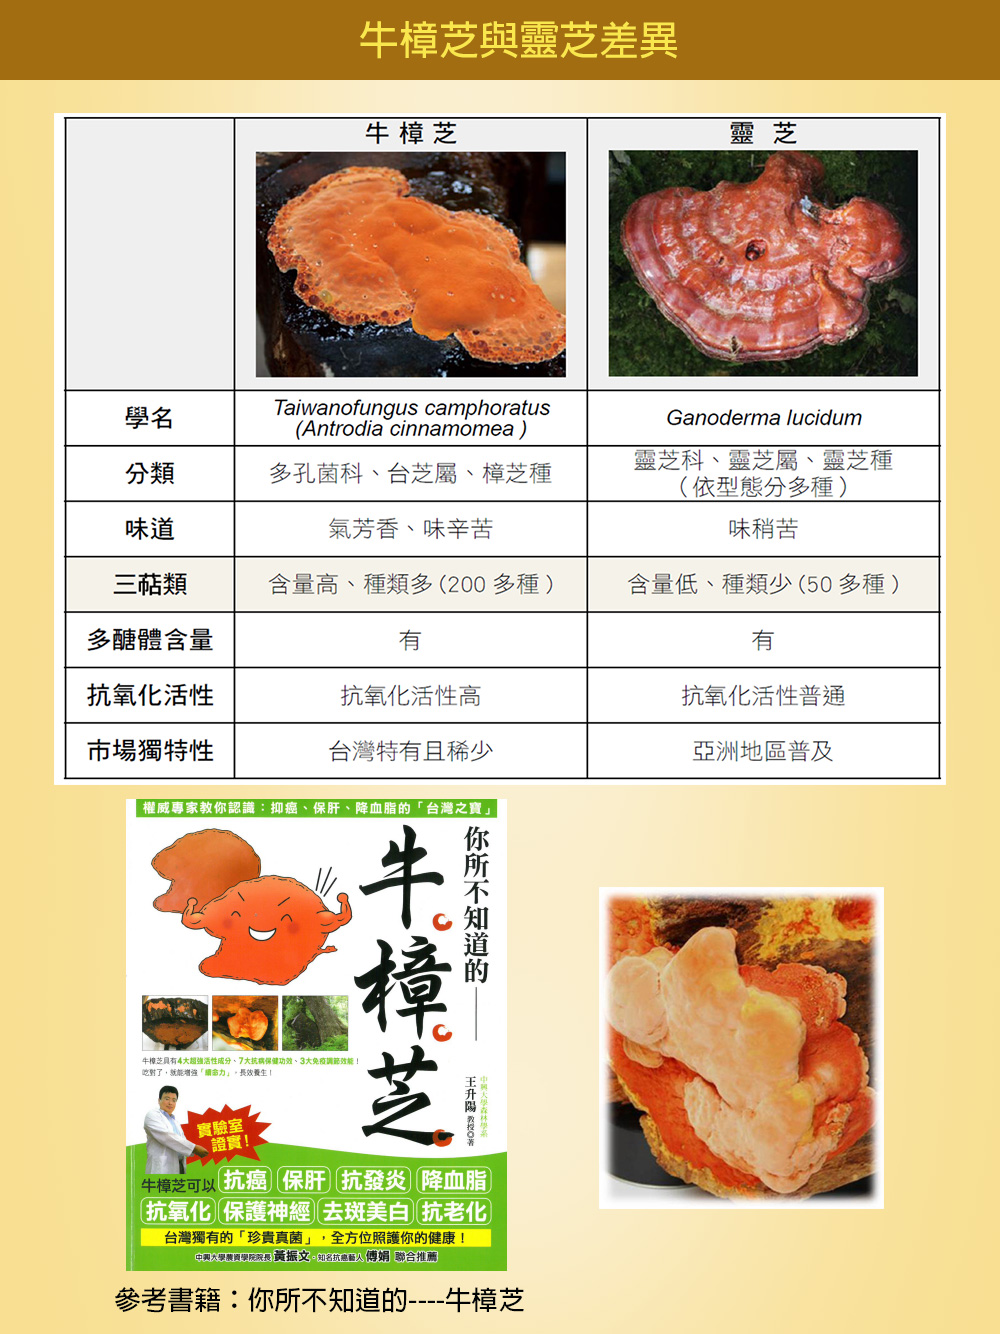 牛樟芝與靈芝差異
牛樟芝
靈芝
學名
Taiwanofungus camphoratus
(Antrodia cinnamomea)
Ganoderma lucidum
分類
多孔菌科、台芝屬、樟芝種
靈芝科、靈芝屬、靈芝種
（依型態分多種）
味道
氣芳香、味辛苦
味稍苦
三萜類
含量高、種類多(200多種)
含量低、種類少(50多種)
多醣體含量
有
有
抗氧化活性
抗氧化活性高
抗氧化活性普通
市場獨特性
台灣特有且稀少
亞洲地區普及
權威專家教你認識：抑癌、保肝、降血脂的「台灣之寶」
你所不知道的——
牛樟芝
牛樟芝具有4大超強活性成分、7大抗病保健功效、3大免疫調節效能！
吃對了，就能增強「續命力」，長效養生！
中興大學森林學系
王升陽 教授◎著
實驗室
證實！
牛樟芝可以 抗癌 保肝 抗發炎 降血脂
抗氧化 保護神經 去斑美白 抗老化
台灣獨有的「珍貴真菌」，全方位照護你的健康！
中興大學農資學院院長 黃振文、知名抗癌藝人 傅娟 聯合推薦
參考書籍：你所不知道的----牛樟芝